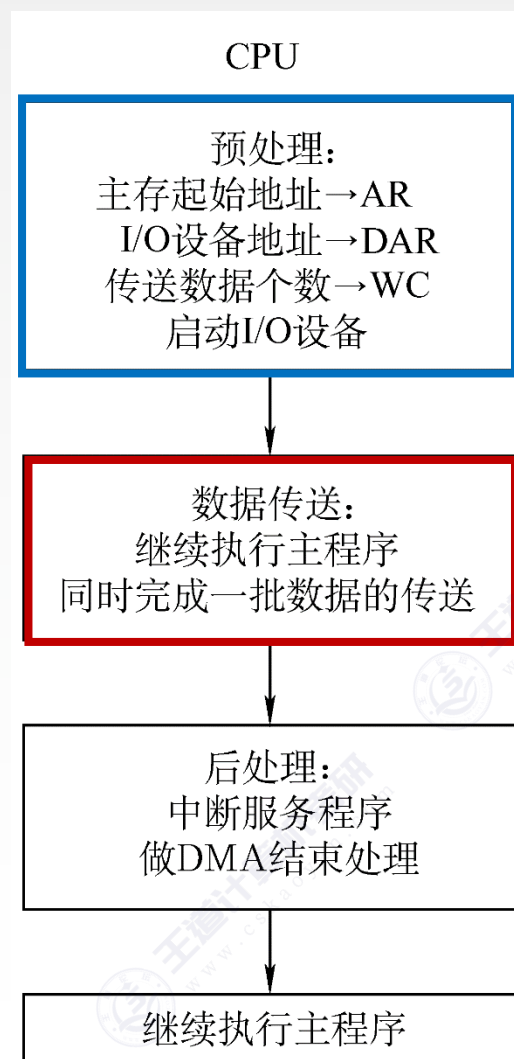 CPU
预处理：
主存起始地址→AR
I/O设备地址→DAR
传送数据个数→WC
启动I/O设备
数据传送：
继续执行主程序
同时完成一批数据的传送
后处理：
中断服务程序
做DMA结束处理
继续执行主程序